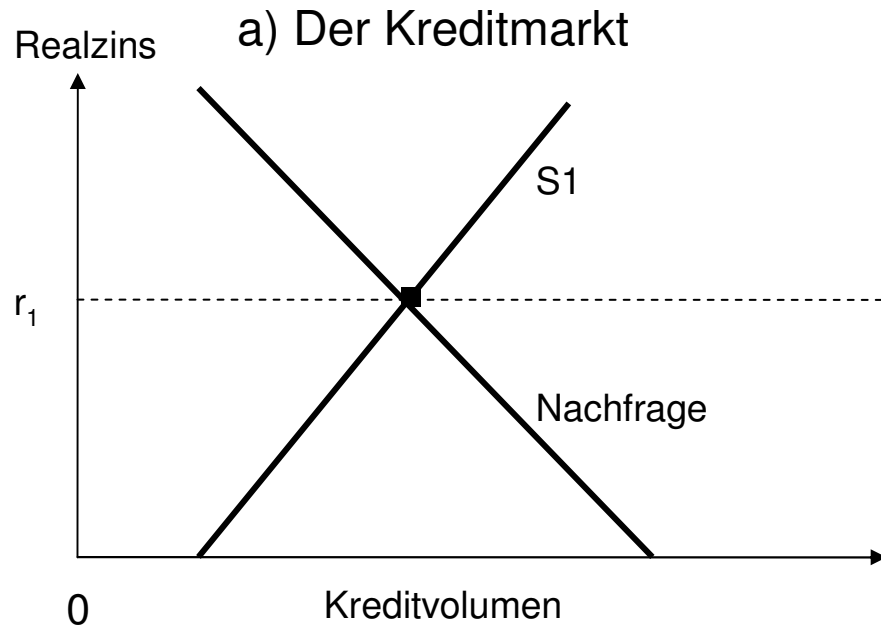 a) Der Kreditmarkt
Realzins
S1
r₁
Nachfrage
0
Kreditvolumen